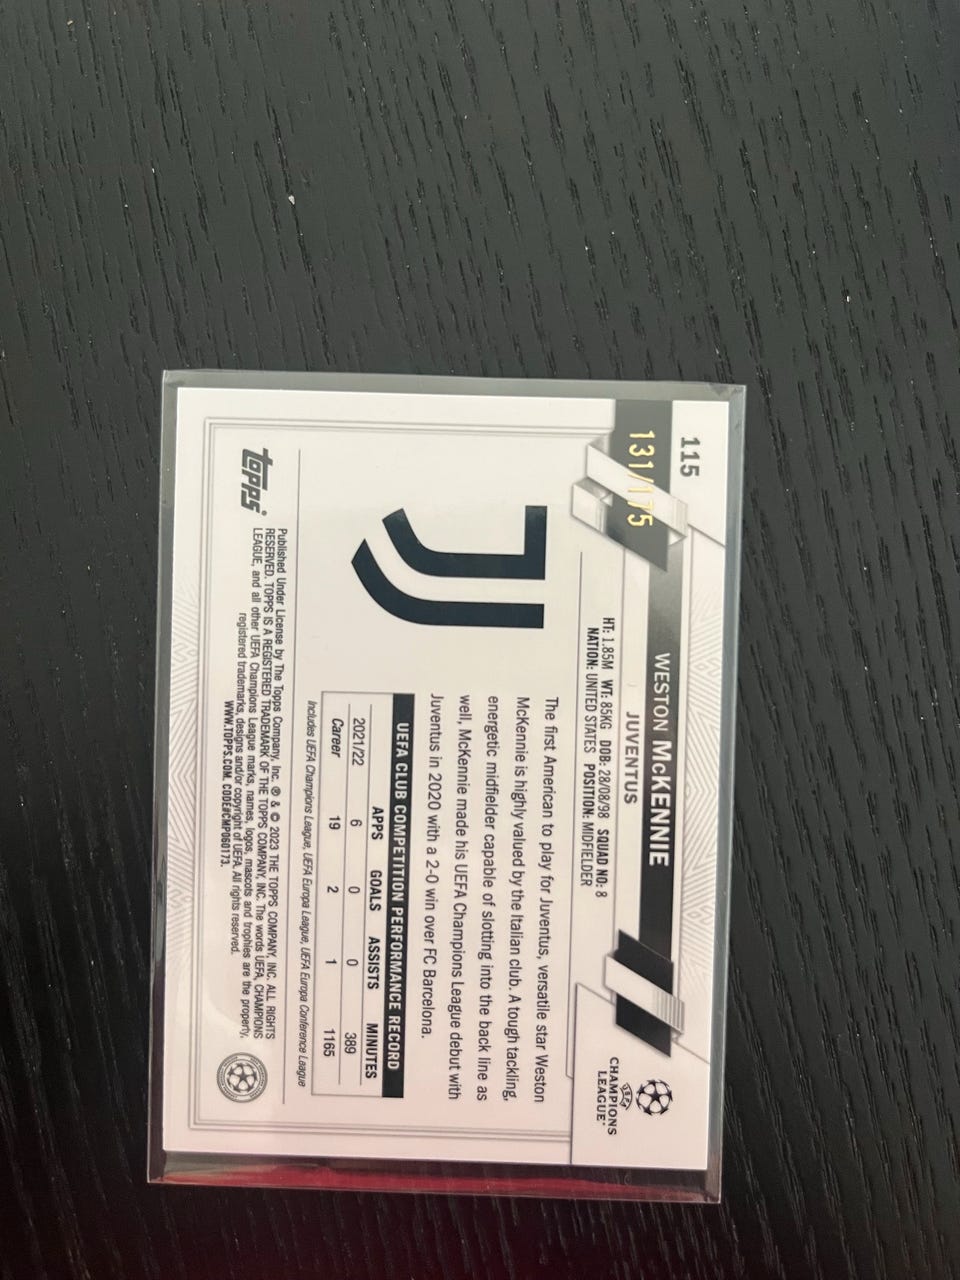 115
131/175
WESTON McKENNIE
JUVENTUS
HT: 1.85M WT: 85KG DOB: 28/08/98 SQUAD NO: 8
NATION: UNITED STATES POSITION: MIDFIELDER
UEFA
CHAMPIONS
LEAGUE
The first American to play for Juventus, versatile star Weston
McKennie is highly valued by the Italian club. A tough tackling,
energetic midfielder capable of slotting into the back line as
well, McKennie made his UEFA Champions League debut with
Juventus in 2020 with a 2-0 win over FC Barcelona.
UEFA CLUB COMPETITION PERFORMANCE RECORD
APPS GOALS ASSISTS MINUTES
2021/22 6 0 0 389
Career 19 2 1 1165
Includes UEFA Champions League, UEFA Europa League, UEFA Europa Conference League
topps
Published Under License by The Topps Company, Inc. ® & © 2023 THE TOPPS COMPANY, INC. ALL RIGHTS
RESERVED. TOPPS IS A REGISTERED TRADEMARK OF THE TOPPS COMPANY, INC. The words UEFA, CHAMPIONS
LEAGUE, and all other UEFA Champions League marks, names, logos, mascots and trophies are the property,
registered trademarks, designs and/or copyright of UEFA. All rights reserved.
WWW.TOPPS.COM. CODE#CMP060173.